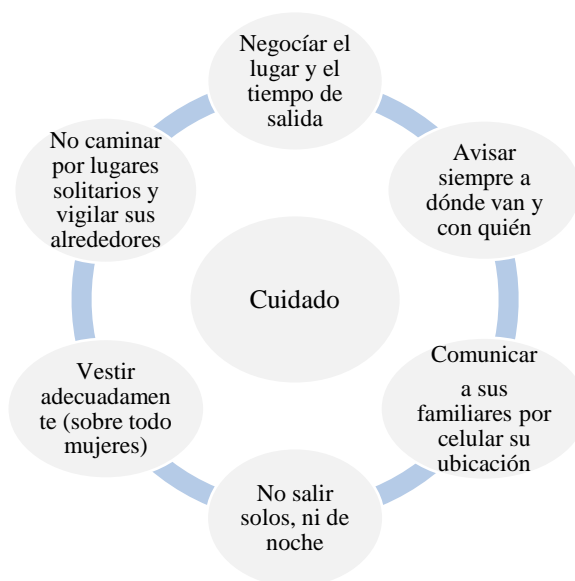 Negocíar el
lugar y el
tiempo de
salida
Avisar
siempre a
dónde van y
con quién
Comunicar
a sus
familiares por
celular su
ubicación
No salir
solos, ni de
noche
Vestir
adecuadamen
te (sobre todo
mujeres)
No caminar
por lugares
solitarios y
vigilar sus
alrededores
Cuidado